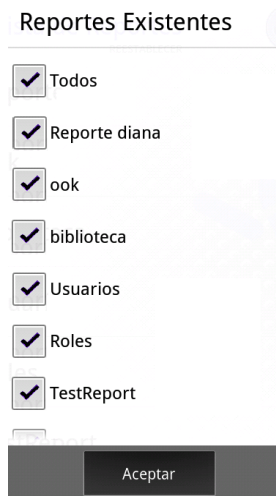 Reportes Existentes
Todos
Reporte diana
ook
biblioteca
Usuarios
Roles
TestReport
Aceptar